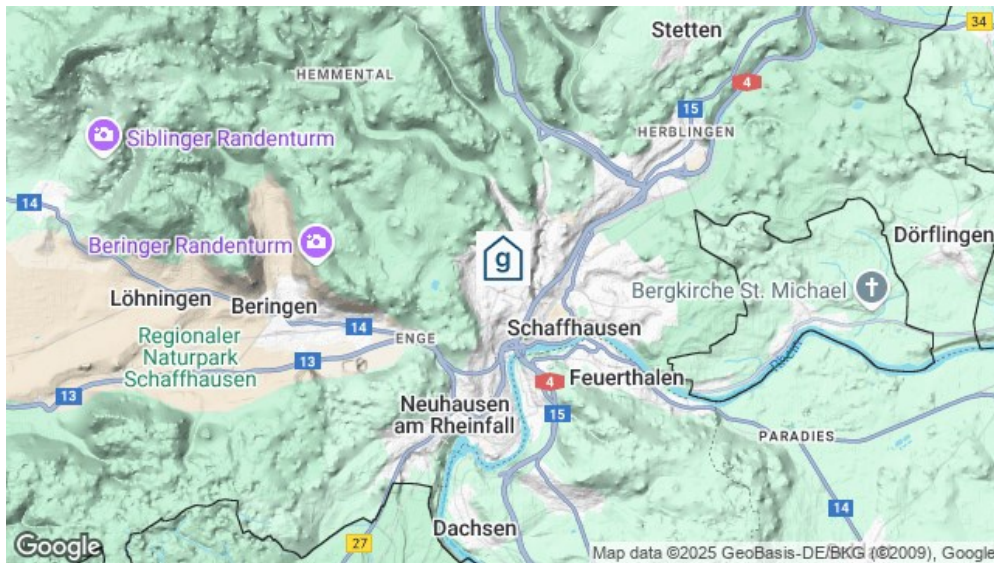 34
Stetten
HEMMENTAL
4
15
HERBLINGEN
Siblinger Randenturm
14
Dörflingen
Beringer Randenturm
g
Bergkirche St. Michael
Löhningen
Beringen
14
Schaffhausen
ENGE
Rhein
Regionaler
Naturpark
Schaffhausen
13
13
4
Feuerthalen
Neuhausen
am Rheinfall
15
PARADIES
14
Dachsen
27
Google
Map data ©2025 GeoBasis-DE/BKG (©2009), Google